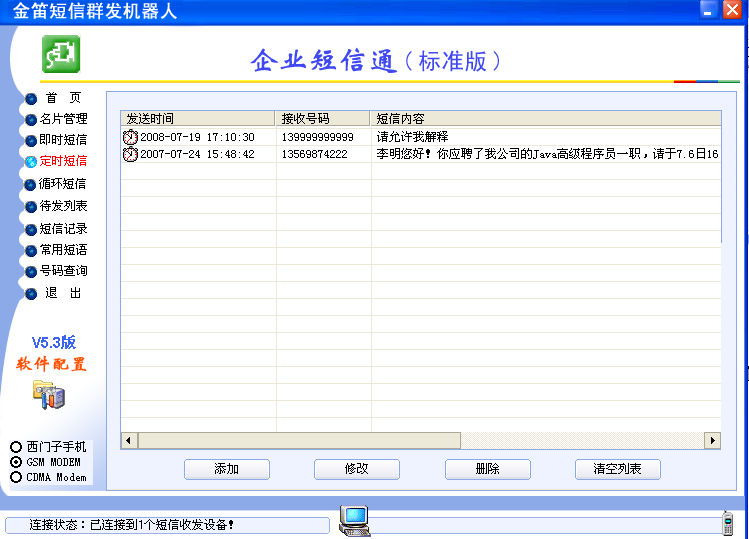 金笛短信群发机器人
企业短信通(标准版)
首 页
名片管理
即时短信
定时短信
循环短信
待发列表
短信记录
常用短语
号码查询
退 出
V5.3版
软件配置
西门子手机
GSM MODEM
CDMA Modem
发送时间 接收号码 短信内容
2008-07-19 17:10:30 139999999999 请允许我解释
2007-07-24 15:48:42 13569874222 李明您好!你应聘了我公司的Java高级程序员一职,请于7.6日16
添加 修改 删除 清空列表
连接状态:已连接到1个短信收发设备!